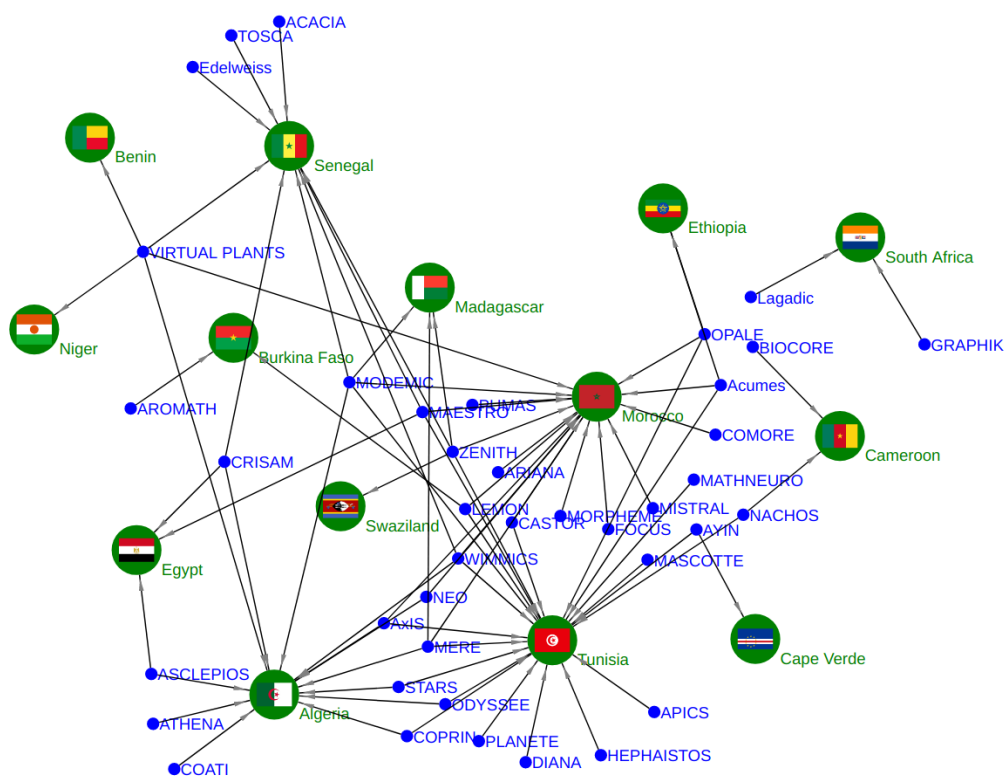 ACACIA
TOSCA
Edelweiss
Benin
Senegal
Ethiopia
South Africa
VIRTUAL PLANTS
Lagadic
Madagascar
OPALE
GRAPHIK
Niger
Burkina Faso
BIOCORE
MODEMIC
Acumes
PUMAS
AROMATH
MAESTRO
Morosco
COMORE
ZENITH
Cameroon
CRISAM
ARIANA
MATHNEURO
LEMON
MISTRAL
Swaziland
CASTOR
MORPHEME
NACHOS
FOCUS
AYIN
WIMMICS
MASCOTTE
Egypt
NEO
AxIS
MERE
Tunisia
Cape Verde
ASCLEPIOS
STARS
ODYSSEE
Algeria
APICS
ATHENA
COPRIN
PLANETE
HEPHAISTOS
DIANA
COATI